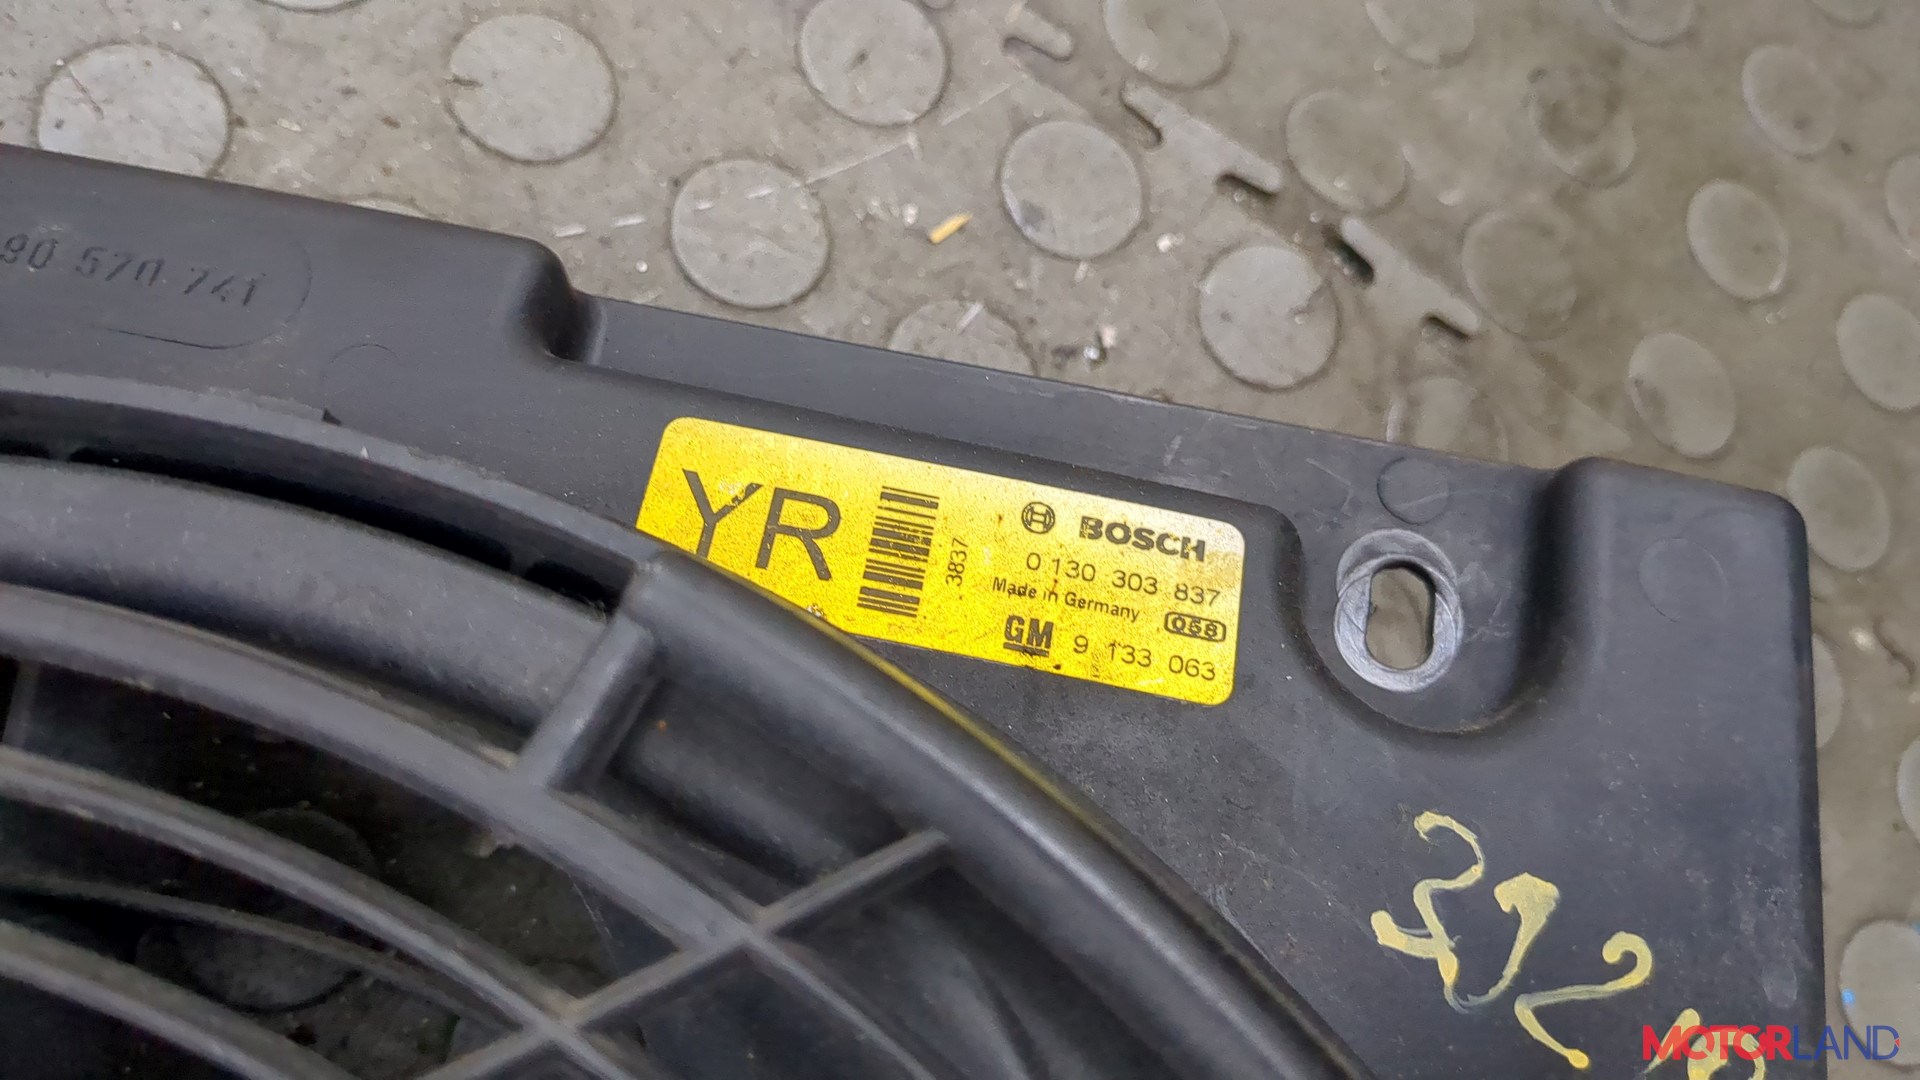 90 570 741
YR
3837
BOSCH
0 130 303 837
Made in Germany
058
GM 9 133 063
MOTORLAND